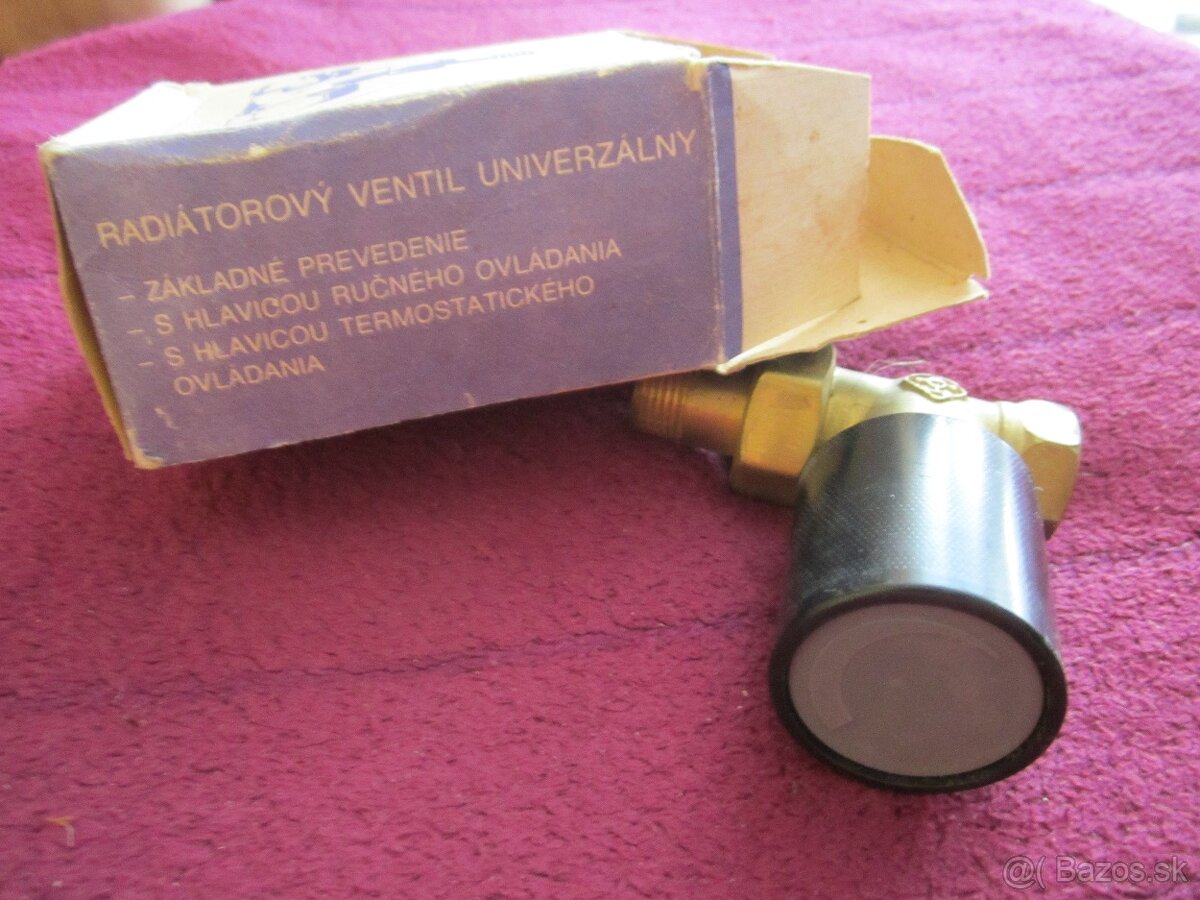 RADIÁTOROVÝ VENTIL UNIVERZÁLNY
- ZÁKLADNÉ PREVEDENIE
- S HLAVICOU RUČNÉHO OVLÁDANIA
- S HLAVICOU TERMOSTATICKÉHO
OVLÁDANIA
@( Bazos.sk